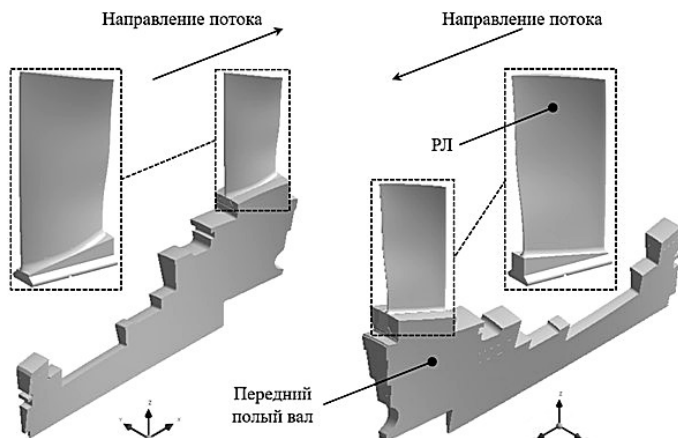 Направление потока
Направление потока
РЛ
Передний
полый вал